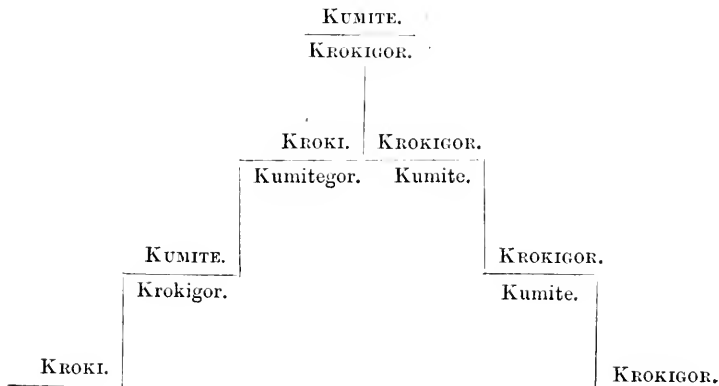 KUMITE.
KROKIGOR.
KROKI. KROKIGOR.
Kumitegor. Kumite.
KUMITE. KROKIGOR.
Krokigor. Kumite.
KROKI. KROKIGOR.